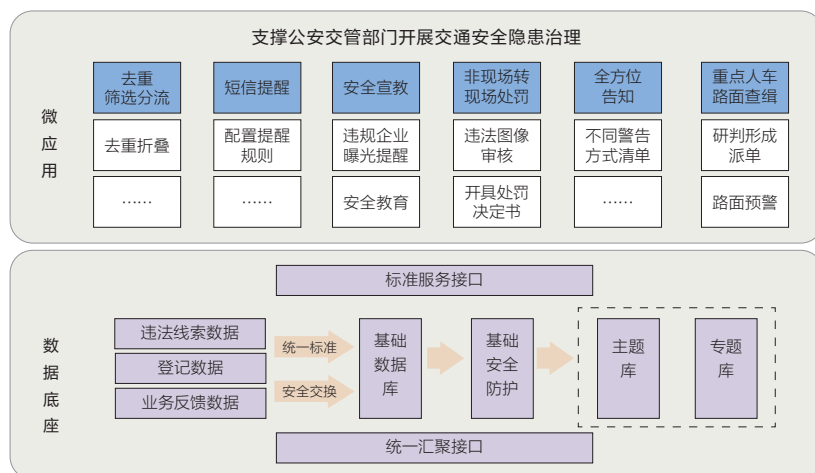 支撑公安交管部门开展交通安全隐患治理
微应用
去重
筛选分流
短信提醒
安全宣教
非现场转
现场处罚
全方位
告知
重点人车
路面查缉
去重折叠
配置提醒
规则
违规企业
曝光提醒
违法图像
审核
不同警告
方式清单
研判形成
派单
……
……
安全教育
开具处罚
决定书
……
路面预警
数据底座
标准服务接口
违法线索数据
登记数据
业务反馈数据
统一标准
安全交换
基础
数据
库
基础
安全
防护
主题
库
专题
库
统一汇聚接口